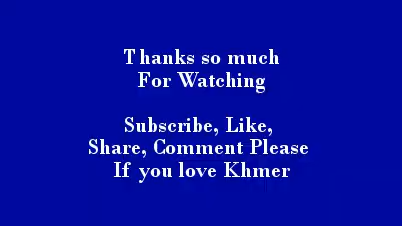 Thanks so much
For Watching
Subscribe, Like,
Share, Comment Please
If you love Khmer